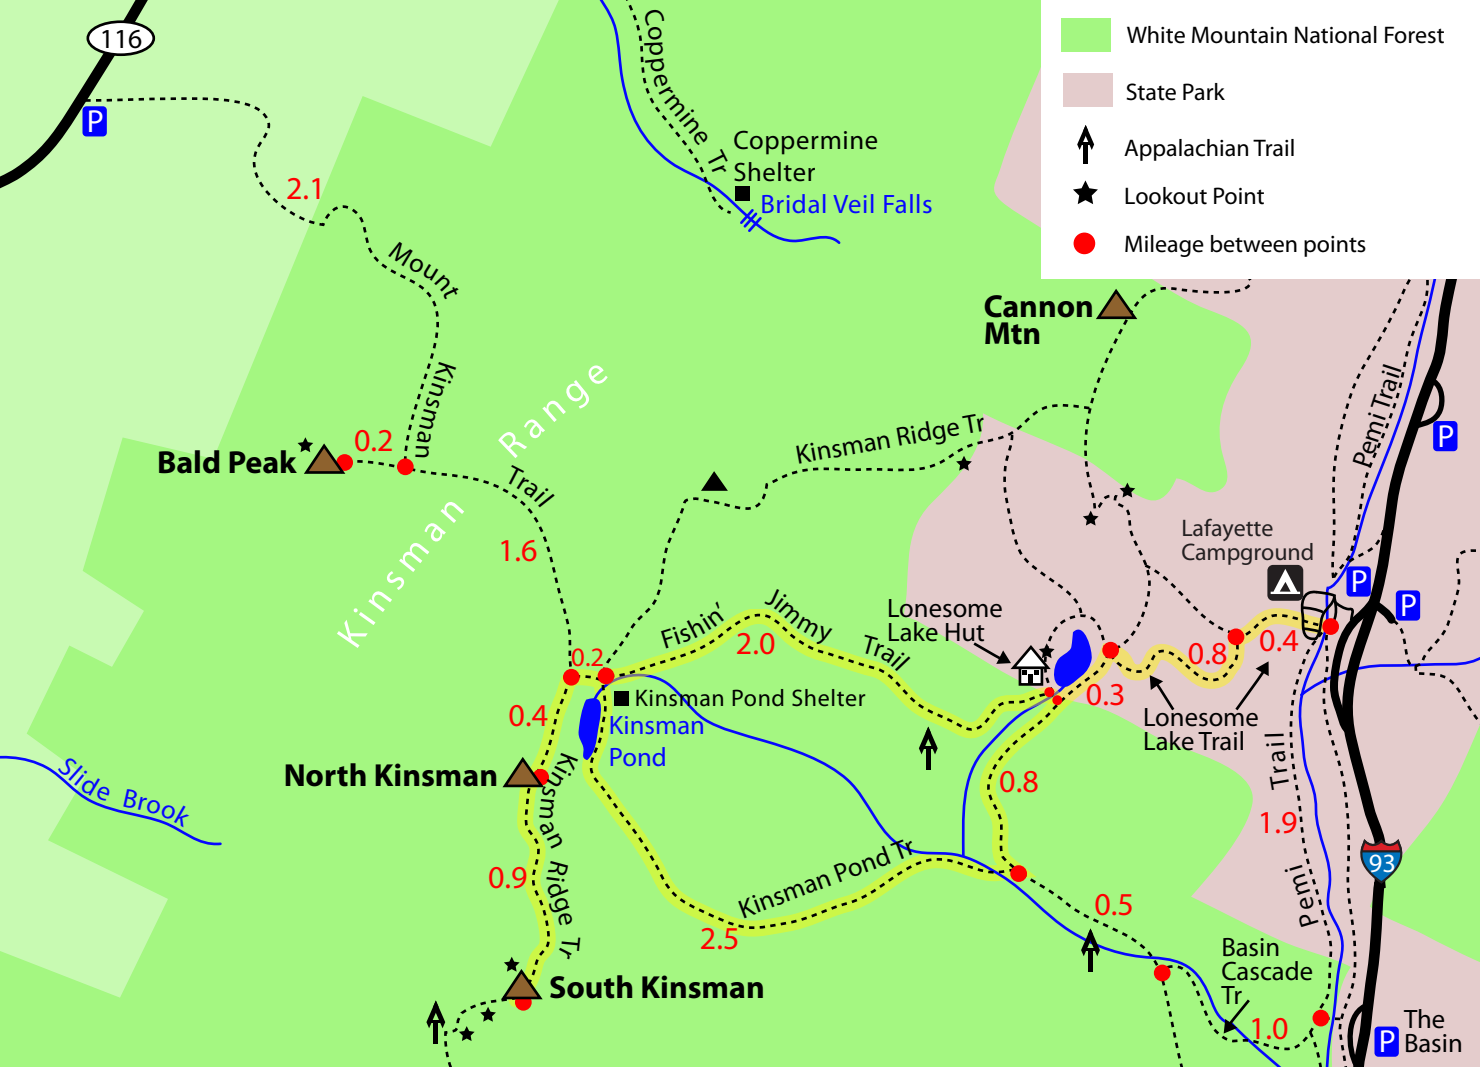 116
P
2.1
Mount
Kinsman
Trail
Coppermine Tr
Coppermine
Shelter
Bridal Veil Falls
White Mountain National Forest
State Park
Appalachian Trail
Lookout Point
Mileage between points
Cannon
Mtn
Kinsman Range
Bald Peak
0.2
1.6
Kinsman Ridge Tr
Pemi Trail
P
Lafayette
Campground
P
P
Lonesome
Lake Hut
Fishin' Jimmy Trail
2.0
0.2
0.8
0.4
0.3
Lonesome
Lake Trail
Kinsman Pond Shelter
Kinsman
Pond
0.4
North Kinsman
Kinsman Ridge Tr
0.9
Slide Brook
0.8
Kinsman Pond Tr
2.5
0.5
Pemi Trail
1.9
93
South Kinsman
Basin
Cascade
Tr
1.0
P
The
Basin